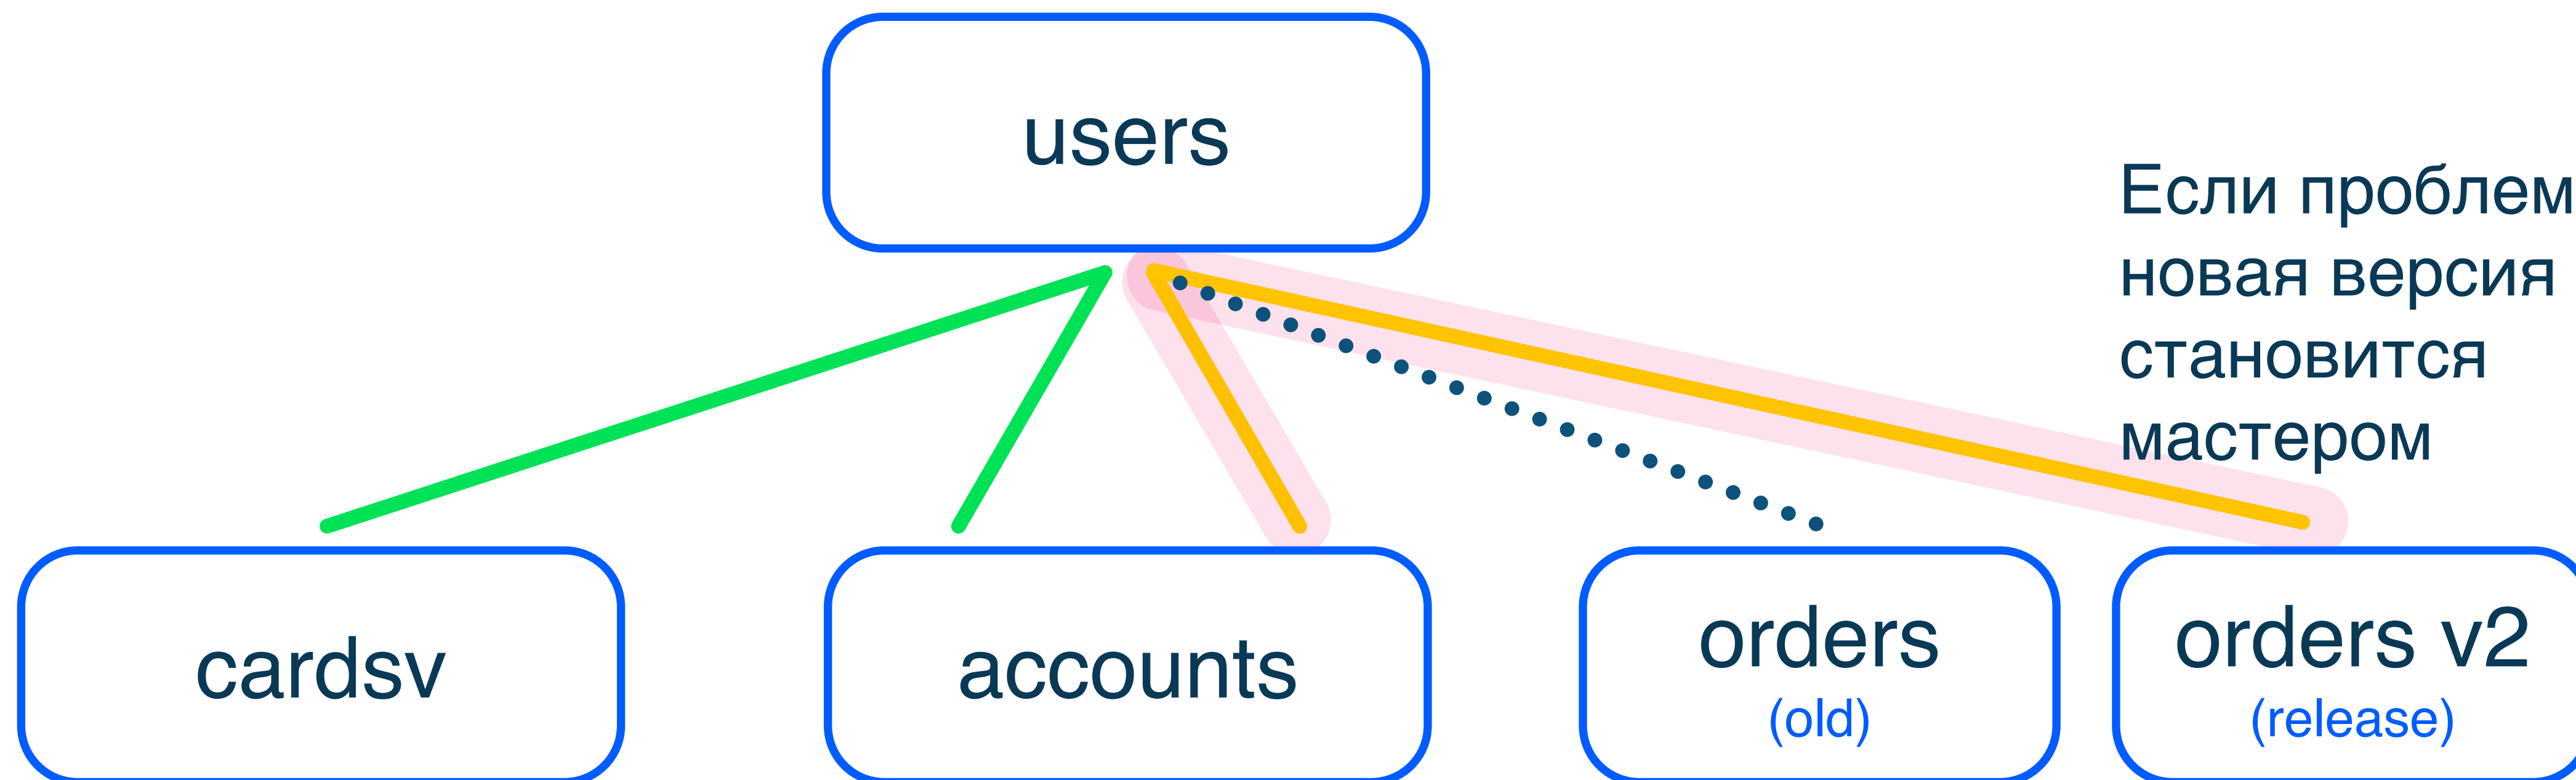 users
Если проблем
новая версия
становится
мастером
cardsv
accounts
orders
(old)
orders v2
(release)